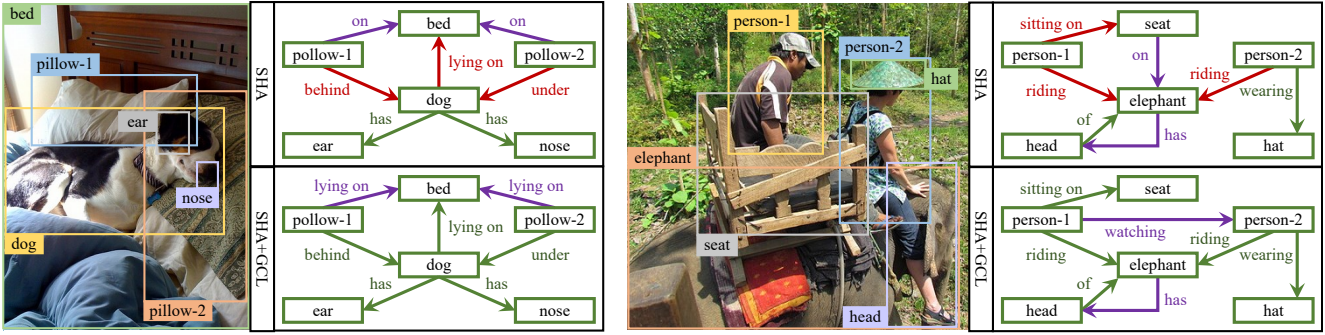 bed
pillow-1
ear
nose
dog
pillow-2
SHA
on
bed
on
pollow-1
pollow-2
lying on
behind
under
dog
has
has
ear
nose
SHA+GCL
lying on
bed
lying on
pollow-1
pollow-2
lying on
behind
under
dog
has
has
ear
nose
person-1
person-2
hat
elephant
seat
head
SHA
sitting on
seat
person-1
person-2
on
riding
riding
wearing
elephant
of
has
head
hat
SHA+GCL
sitting on
seat
person-1
person-2
watching
riding
riding
wearing
elephant
of
has
head
hat